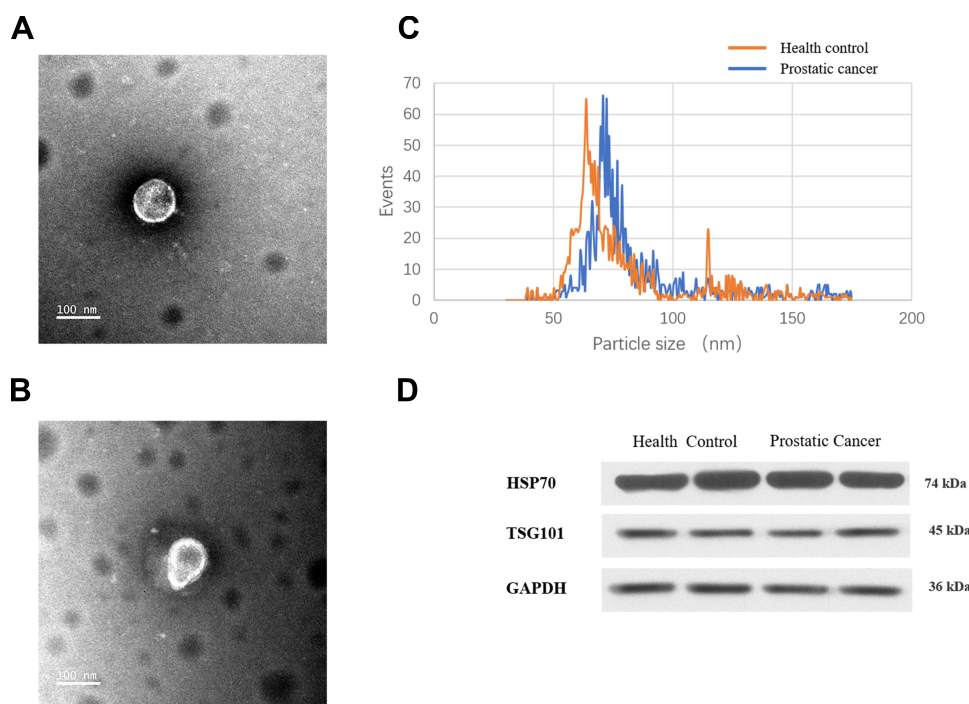 A
100 nm
B
100 nm
C
Health control
Prostatic cancer
70
60
50
40
30
20
10
0
Events
0 50 100 150 200
Particle size (nm)
D
Health Control Prostatic Cancer
HSP70 74 kDa
TSG101 45 kDa
GAPDH 36 kDa